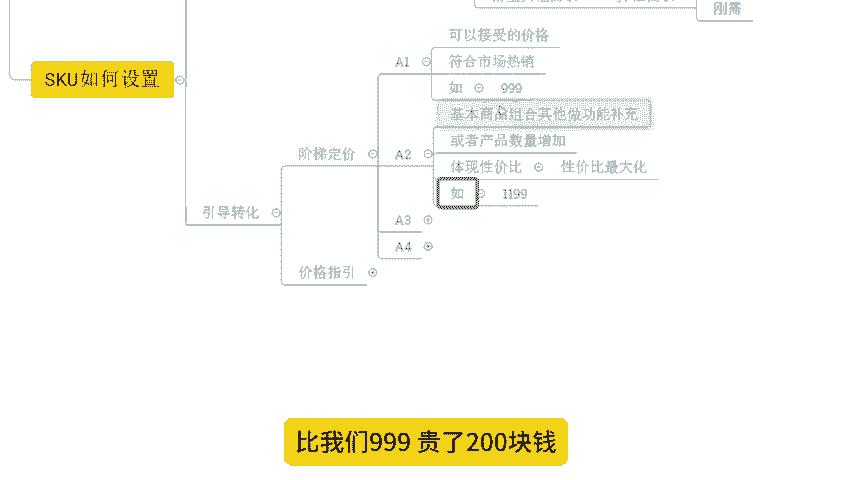 刚需
SKU如何设置
引导转化
阶梯定价
A1
可以接受的价格
符合市场热销
如 999
A2
基本商品组合其他做功能补充
或者产品数量增加
体现性价比 性价比最大化
如 1199
A3
A4
价格指引
比我们999 贵了200块钱